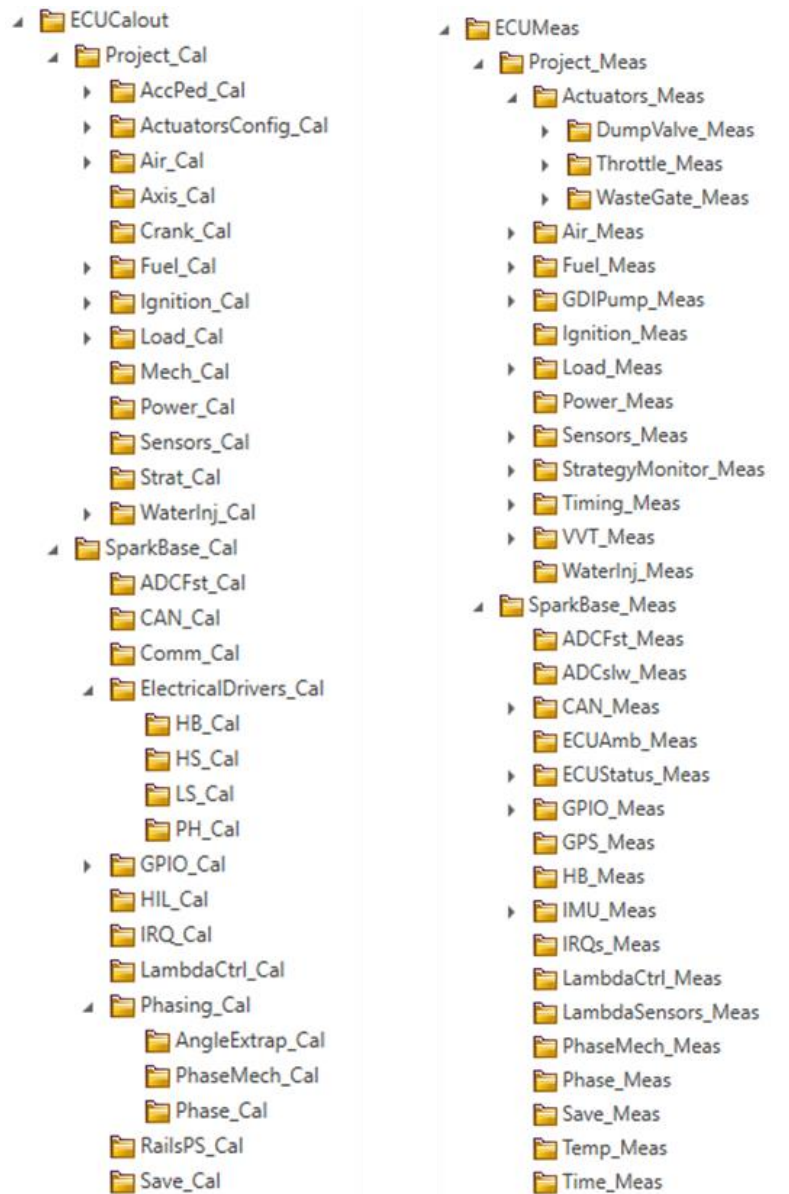 ECUCalout
Project_Cal
AccPed_Cal
ActuatorsConfig_Cal
Air_Cal
Axis_Cal
Crank_Cal
Fuel_Cal
Ignition_Cal
Load_Cal
Mech_Cal
Power_Cal
Sensors_Cal
Strat_Cal
WaterInj_Cal
SparkBase_Cal
ADCFst_Cal
CAN_Cal
Comm_Cal
ElectricalDrivers_Cal
HB_Cal
HS_Cal
LS_Cal
PH_Cal
GPIO_Cal
HIL_Cal
IRQ_Cal
LambdaCtrl_Cal
Phasing_Cal
AngleExtrap_Cal
PhaseMech_Cal
Phase_Cal
RailsPS_Cal
Save_Cal
ECUMeas
Project_Meas
Actuators_Meas
DumpValve_Meas
Throttle_Meas
WasteGate_Meas
Air_Meas
Fuel_Meas
GDIPump_Meas
Ignition_Meas
Load_Meas
Power_Meas
Sensors_Meas
StrategyMonitor_Meas
Timing_Meas
VVT_Meas
WaterInj_Meas
SparkBase_Meas
ADCFst_Meas
ADCslw_Meas
CAN_Meas
ECUAmb_Meas
ECUStatus_Meas
GPIO_Meas
GPS_Meas
HB_Meas
IMU_Meas
IRQs_Meas
LambdaCtrl_Meas
LambdaSensors_Meas
PhaseMech_Meas
Phase_Meas
Save_Meas
Temp_Meas
Time_Meas